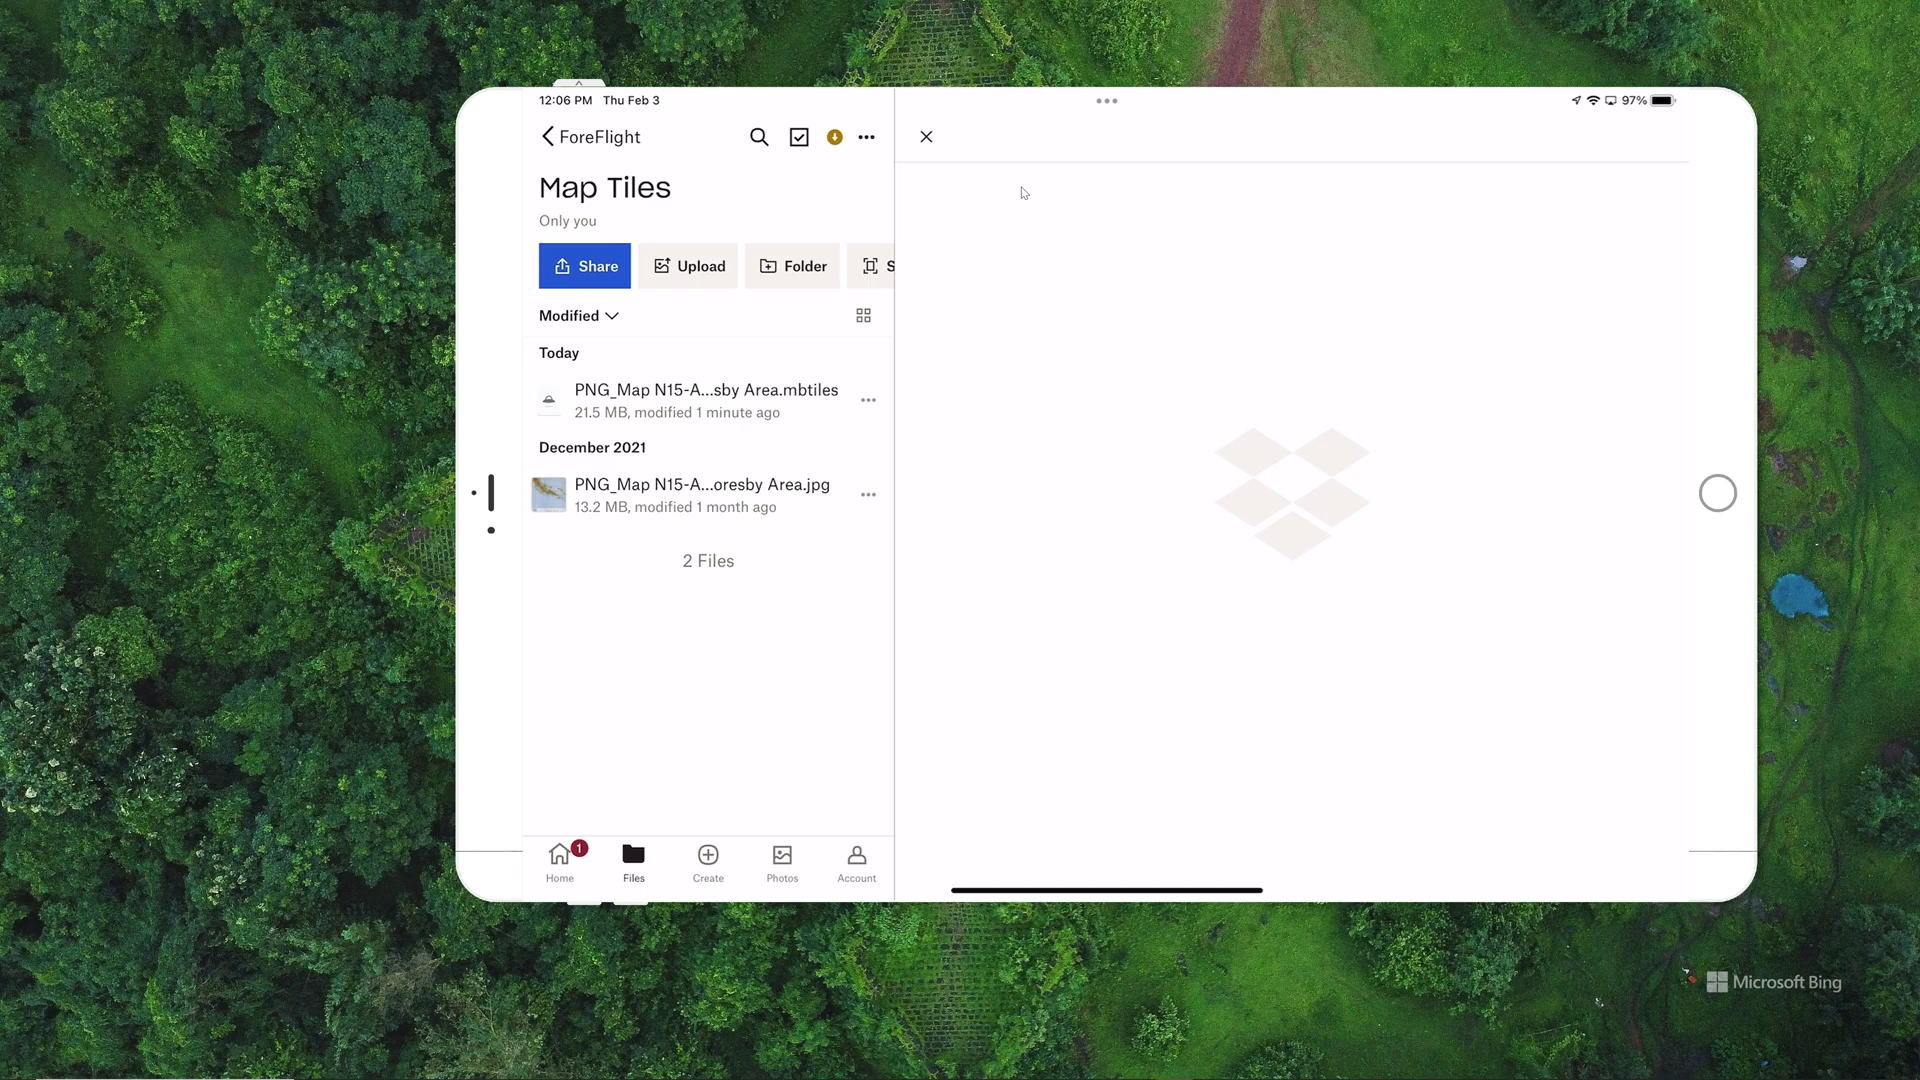 12:06 PM Thu Feb 3
97%
ForeFlight
Map Tiles
Only you
Share
Upload
Folder
S
Modified
Today
PNG_Map N15-A...sby Area.mbtiles
21.5 MB, modified 1 minute ago
December 2021
PNG_Map N15-A...oresby Area.jpg
13.2 MB, modified 1 month ago
2 Files
1
Home
Files
Create
Photos
Account
Microsoft Bing